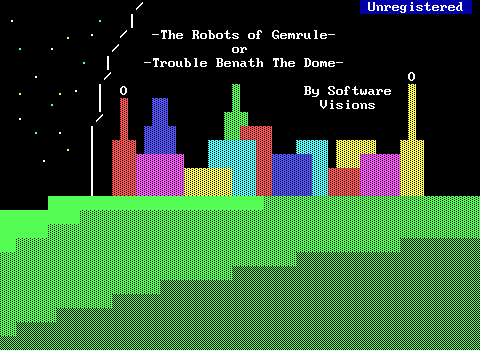 Unregistered
-The Robots of Gemrule-
or
-Trouble Benath The Dome-
By Software
Visions